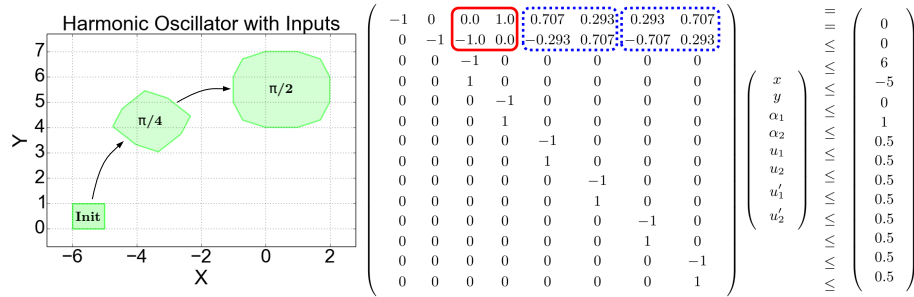 Harmonic Oscillator with Inputs
7
6
5
4
3
2
1
0
Y
π/2
π/4
Init
−6 −4 −2 0 2
X
−1 0 0.0 1.0 0.707 0.293 0.293 0.707
0 −1 −1.0 0.0 −0.293 0.707 −0.707 0.293
0 0 −1 0 0 0 0 0
0 0 1 0 0 0 0 0
0 0 0 −1 0 0 0 0
0 0 0 1 0 0 0 0
0 0 0 0 −1 0 0 0
0 0 0 0 1 0 0 0
0 0 0 0 0 −1 0 0
0 0 0 0 0 1 0 0
0 0 0 0 0 0 −1 0
0 0 0 0 0 0 1 0
0 0 0 0 0 0 0 −1
0 0 0 0 0 0 0 1
x
y
α₁
α₂
u₁
u₂
u′₁
u′₂
=
=
≤
≤
≤
≤
≤
≤
≤
≤
≤
≤
≤
≤
0
0
6
−5
0
1
0.5
0.5
0.5
0.5
0.5
0.5
0.5
0.5